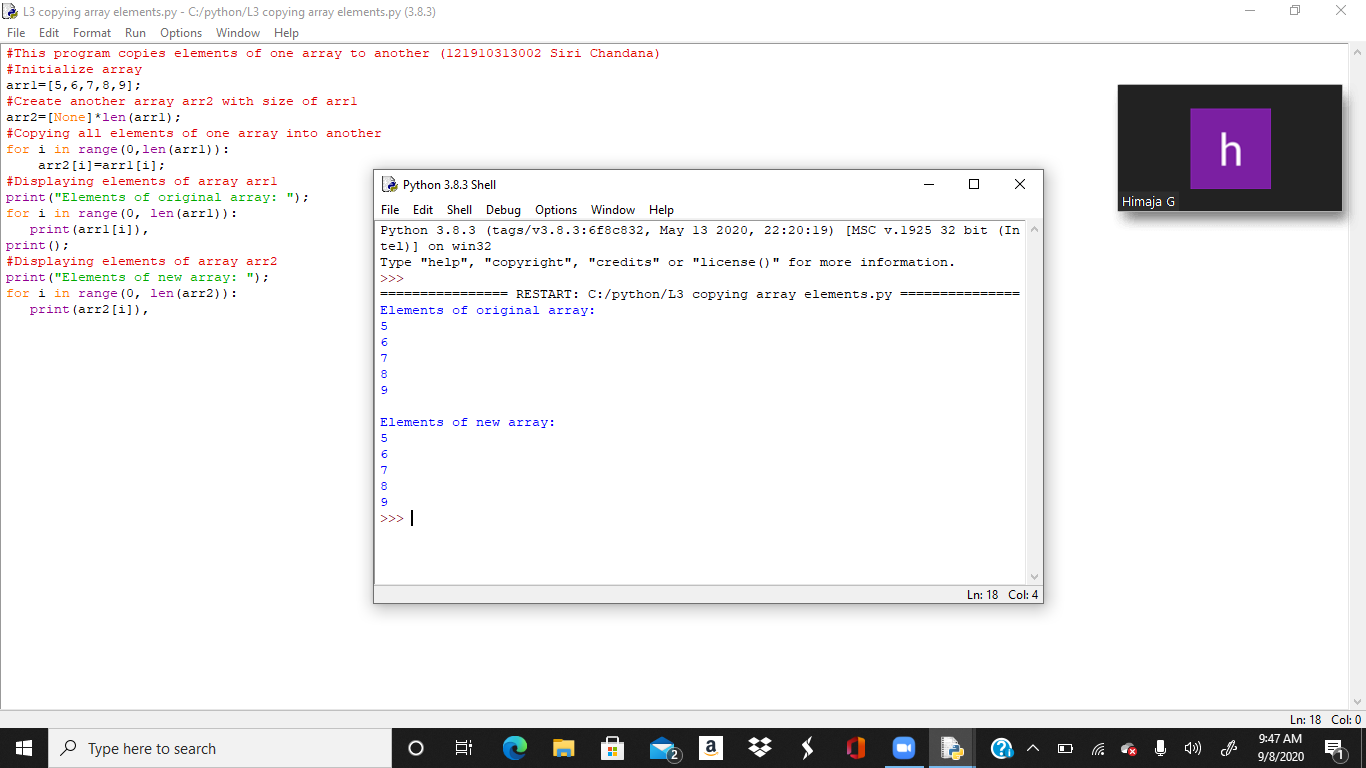 L3 copying array elements.py - C:/python/L3 copying array elements.py (3.8.3)
File Edit Format Run Options Window Help
#This program copies elements of one array to another (121910313002 Siri Chandana)
#Initialize array
arr1=[5,6,7,8,9];
#Create another array arr2 with size of arr1
arr2=[None]*len(arr1);
#Copying all elements of one array into another
for i in range(0,len(arr1)):
    arr2[i]=arr1[i];
#Displaying elements of array arr1
print("Elements of original array: ");
for i in range(0, len(arr1)):
   print(arr1[i]),
print();
#Displaying elements of array arr2
print("Elements of new array: ");
for i in range(0, len(arr2)):
   print(arr2[i]),
h
Himaja G
Python 3.8.3 Shell
File Edit Shell Debug Options Window Help
Python 3.8.3 (tags/v3.8.3:6f8c832, May 13 2020, 22:20:19) [MSC v.1925 32 bit (In
tel)] on win32
Type "help", "copyright", "credits" or "license()" for more information.
>>>
================ RESTART: C:/python/L3 copying array elements.py ===============
Elements of original array:
5
6
7
8
9
Elements of new array:
5
6
7
8
9
>>>
Ln: 18 Col: 4
Ln: 18 Col: 0
Type here to search
2
a
9:47 AM
9/8/2020
1